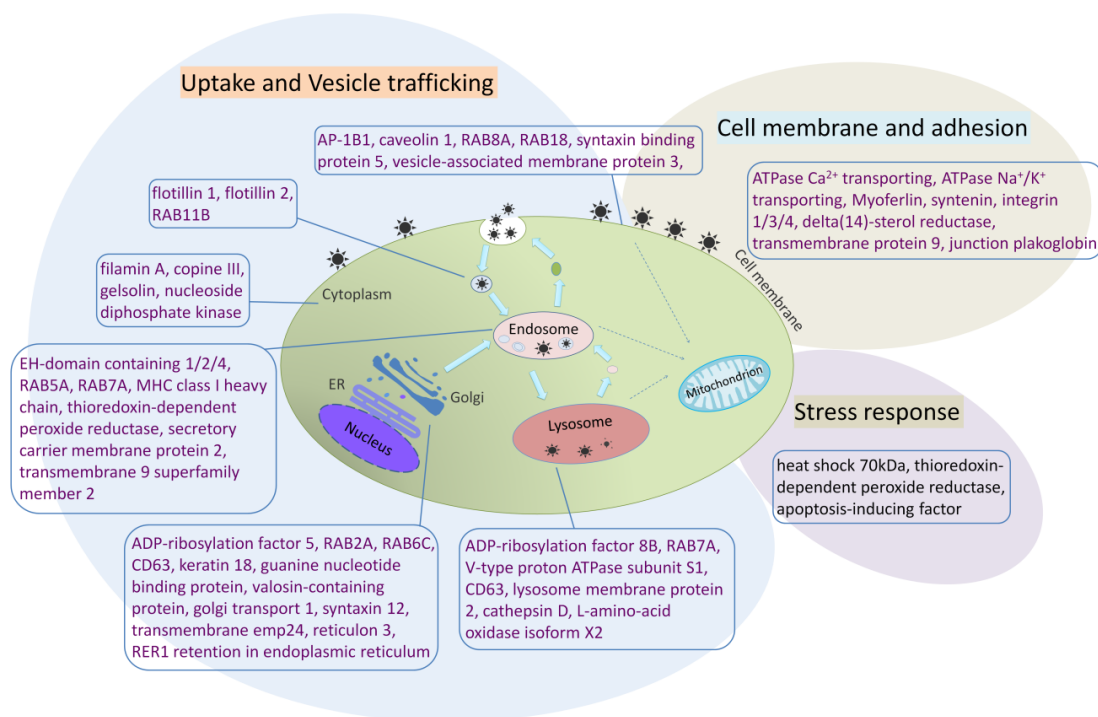 Uptake and Vesicle trafficking
Cell membrane and adhesion
AP-1B1, caveolin 1, RAB8A, RAB18, syntaxin binding
protein 5, vesicle-associated membrane protein 3,
ATPase Ca²⁺ transporting, ATPase Na⁺/K⁺
transporting, Myoferlin, syntenin, integrin
1/3/4, delta(14)-sterol reductase,
transmembrane protein 9, junction plakoglobin
flotillin 1, flotillin 2,
RAB11B
filamin A, copine III,
gelsolin, nucleoside
diphosphate kinase
Cytoplasm
Cell membrane
Endosome
EH-domain containing 1/2/4,
RAB5A, RAB7A, MHC class I heavy
chain, thioredoxin-dependent
peroxide reductase, secretory
carrier membrane protein 2,
transmembrane 9 superfamily
member 2
ER
Golgi
Nucleus
Lysosome
Mitochondrion
Stress response
heat shock 70kDa, thioredoxin-
dependent peroxide reductase,
apoptosis-inducing factor
ADP-ribosylation factor 5, RAB2A, RAB6C,
CD63, keratin 18, guanine nucleotide
binding protein, valosin-containing
protein, golgi transport 1, syntaxin 12,
transmembrane emp24, reticulon 3,
RER1 retention in endoplasmic reticulum
ADP-ribosylation factor 8B, RAB7A,
V-type proton ATPase subunit S1,
CD63, lysosome membrane protein
2, cathepsin D, L-amino-acid
oxidase isoform X2